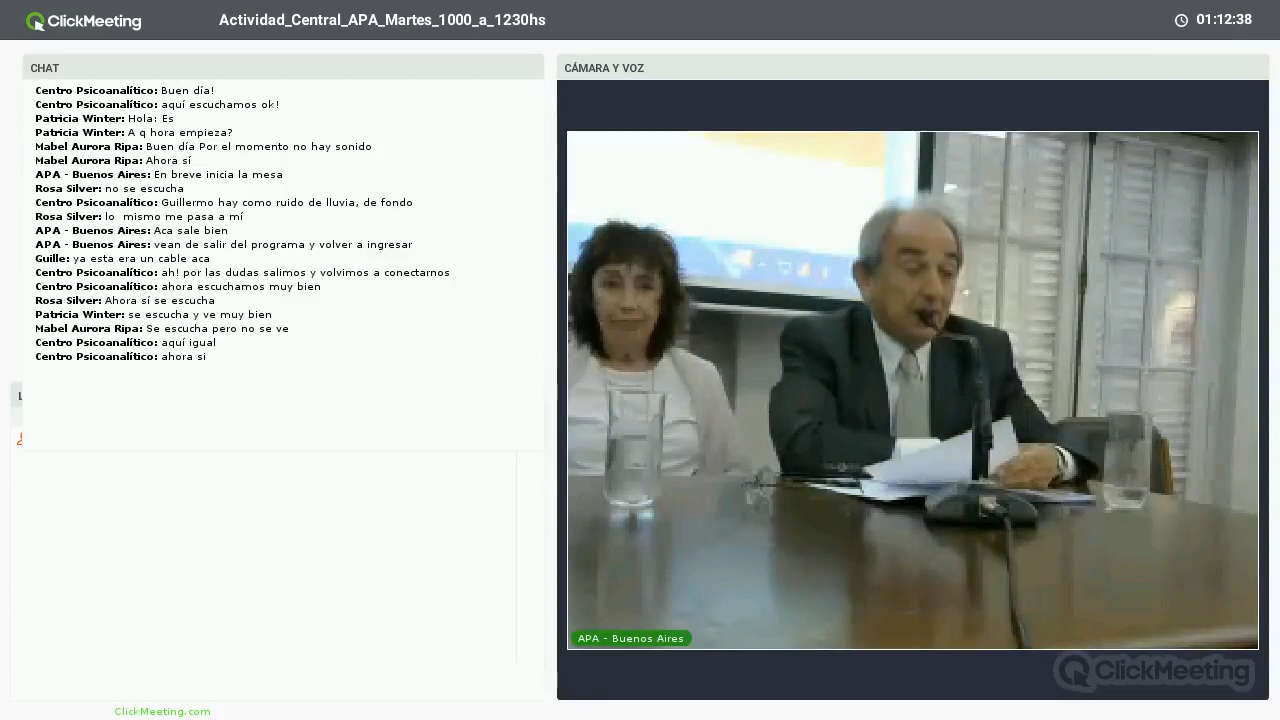 ClickMeeting
Actividad_Central_APA_Martes_1000_a_1230hs
01:12:38
CHAT
Centro Psicoanalítico: Buen día!
Centro Psicoanalítico: aquí escuchamos ok!
Patricia Winter: Hola: Es
Patricia Winter: A q hora empieza?
Mabel Aurora Ripa: Buen día Por el momento no hay sonido
Mabel Aurora Ripa: Ahora sí
APA - Buenos Aires: En breve inicia la mesa
Rosa Silver: no se escucha
Centro Psicoanalítico: Guillermo hay como ruido de lluvia, de fondo
Rosa Silver: lo mismo me pasa a mí
APA - Buenos Aires: Aca sale bien
APA - Buenos Aires: vean de salir del programa y volver a ingresar
Guille: ya esta era un cable aca
Centro Psicoanalítico: ah! por las dudas salimos y volvimos a conectarnos
Centro Psicoanalítico: ahora escuchamos muy bien
Rosa Silver: Ahora sí se escucha
Patricia Winter: se escucha y ve muy bien
Mabel Aurora Ripa: Se escucha pero no se ve
Centro Psicoanalítico: aquí igual
Centro Psicoanalítico: ahora si
ClickMeeting.com
CÁMARA Y VOZ
APA - Buenos Aires
ClickMeeting